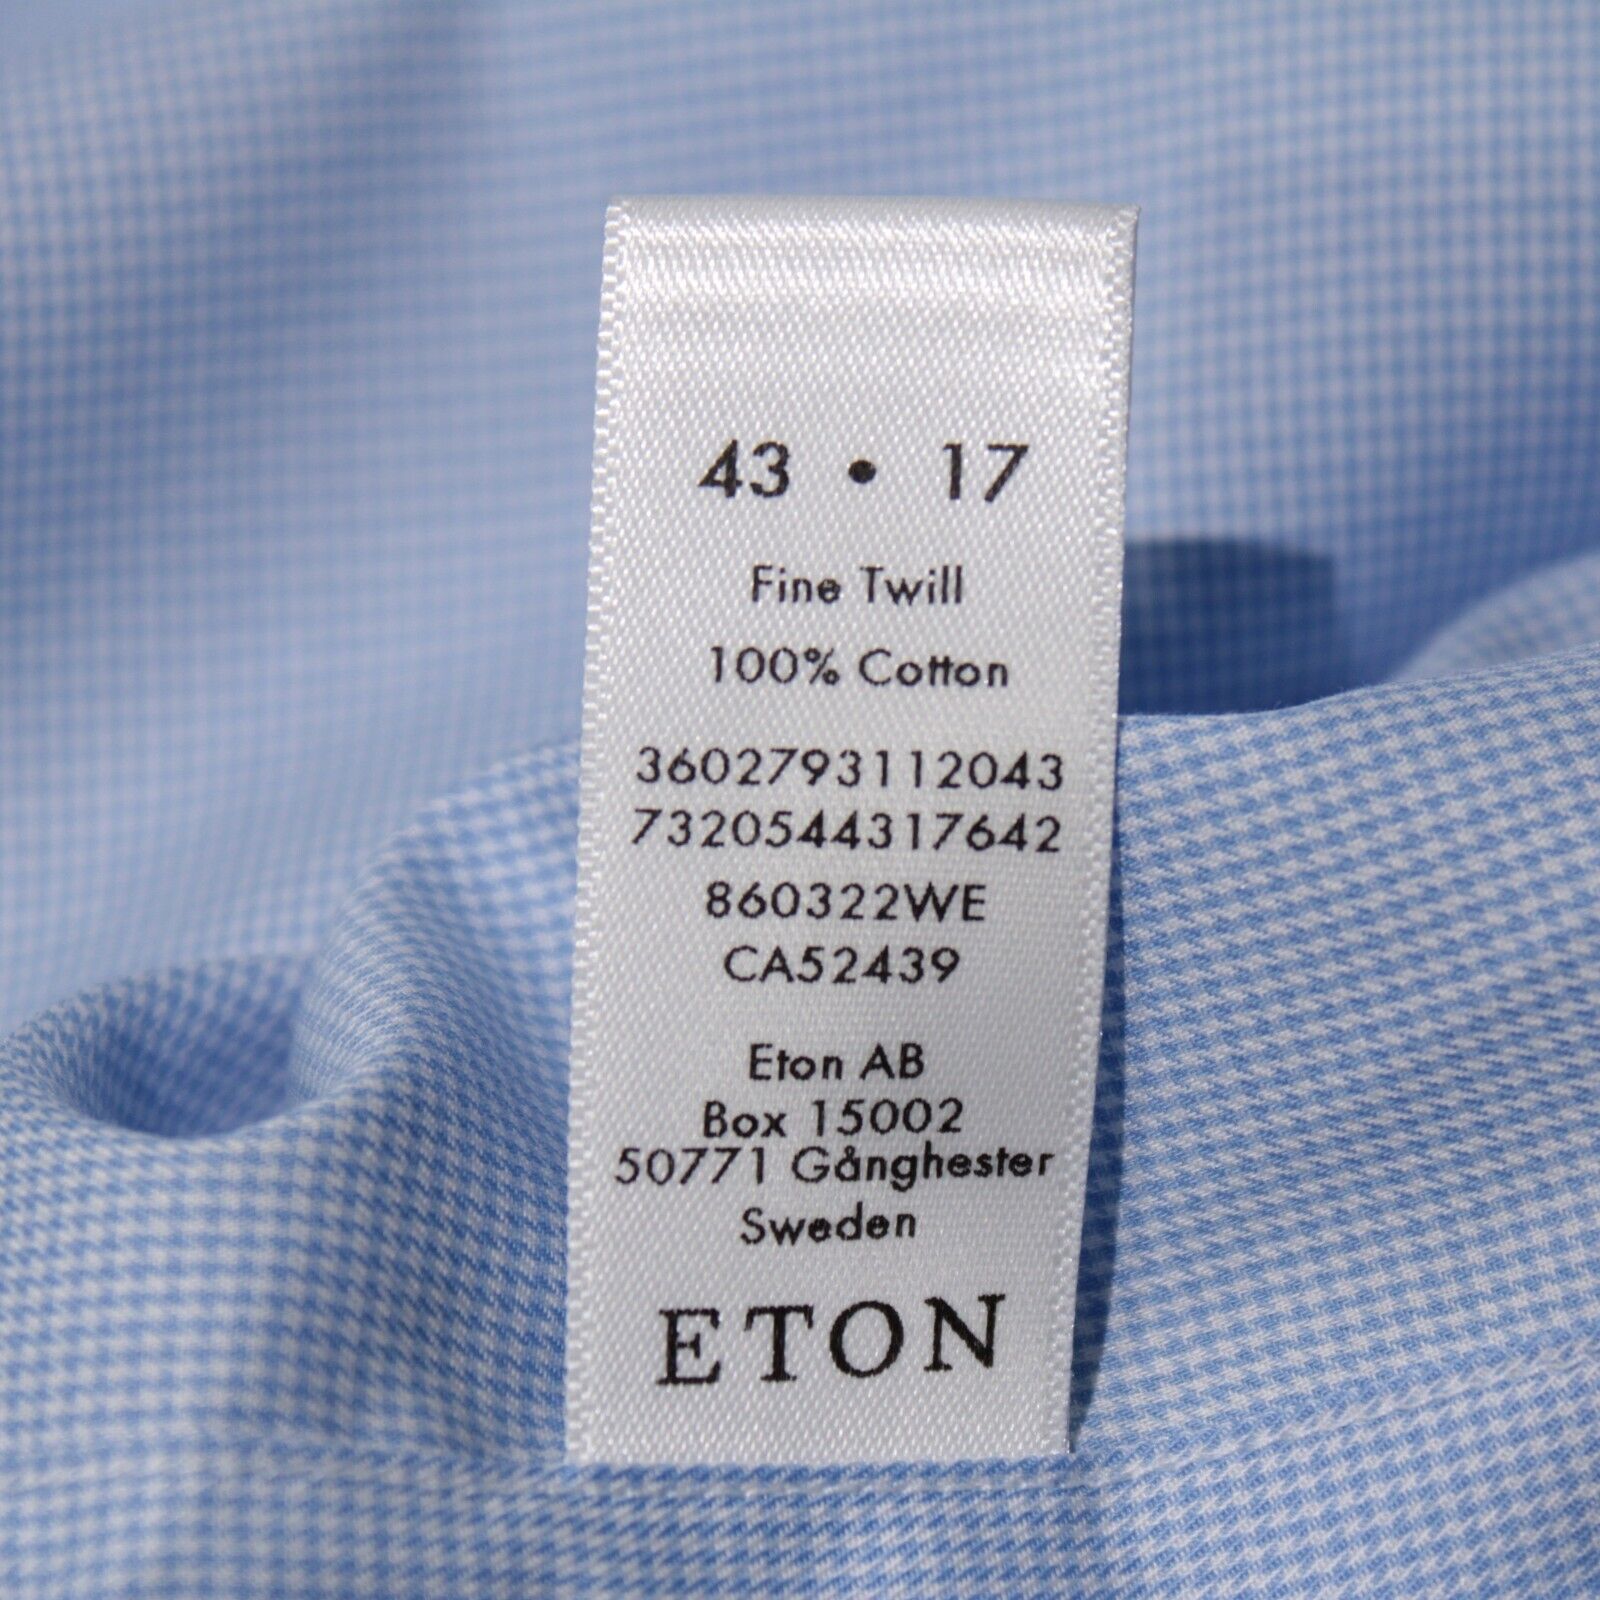 43 • 17
Fine Twill
100% Cotton
3602793112043
7320544317642
860322WE
CA52439
Eton AB
Box 15002
50771 Gånghester
Sweden
ETON